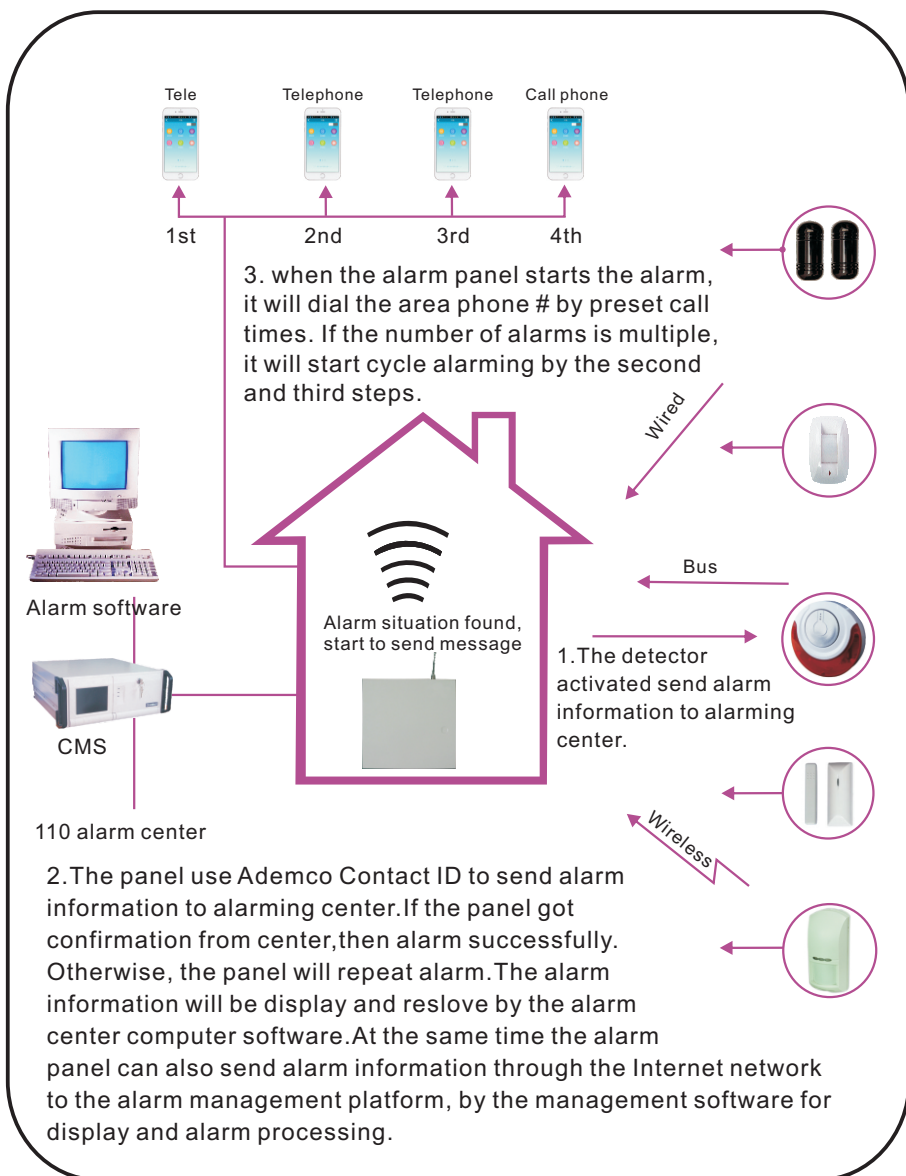 Tele
Telephone
Telephone
Call phone
1st
2nd
3rd
4th
3. when the alarm panel starts the alarm,
it will dial the area phone # by preset call
times. If the number of alarms is multiple,
it will start cycle alarming by the second
and third steps.
Wired
Bus
Alarm software
Alarm situation found,
start to send message
1.The detector
activated send alarm
information to alarming
center.
CMS
Wireless
110 alarm center
2.The panel use Ademco Contact ID to send alarm
information to alarming center.If the panel got
confirmation from center,then alarm successfully.
Otherwise, the panel will repeat alarm.The alarm
information will be display and reslove by the alarm
center computer software.At the same time the alarm
panel can also send alarm information through the Internet network
to the alarm management platform, by the management software for
display and alarm processing.